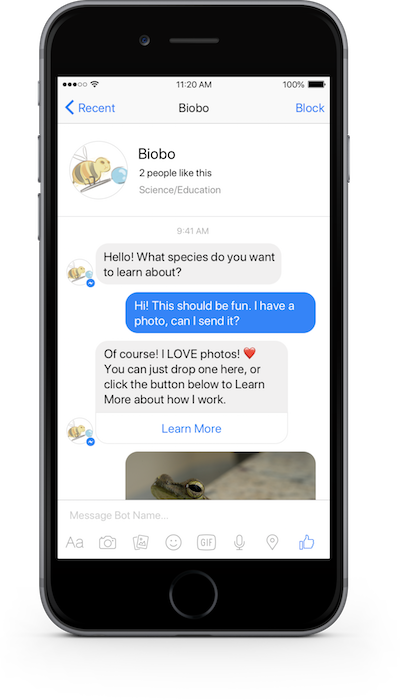 11:20 AM
100%
Recent
Biobo
Block
Biobo
2 people like this
Science/Education
9:41 AM
Hello! What species do you want
to learn about?
Hi! This should be fun. I have a
photo, can I send it?
Of course! I LOVE photos! ❤️
You can just drop one here, or
click the button below to Learn
More about how I work.
Learn More
Message Bot Name...
Aa
GIF